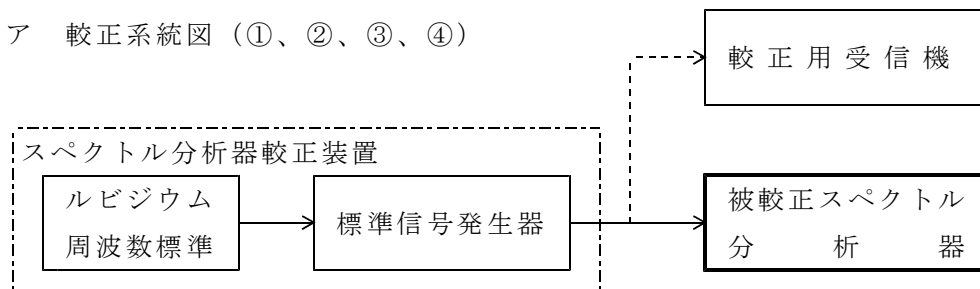 ア 較正系統図（①、②、③、④）
較正用受信機
スペクトル分析器較正装置
ルビジウム
周波数標準
標準信号発生器
被較正スペクトル
分析器